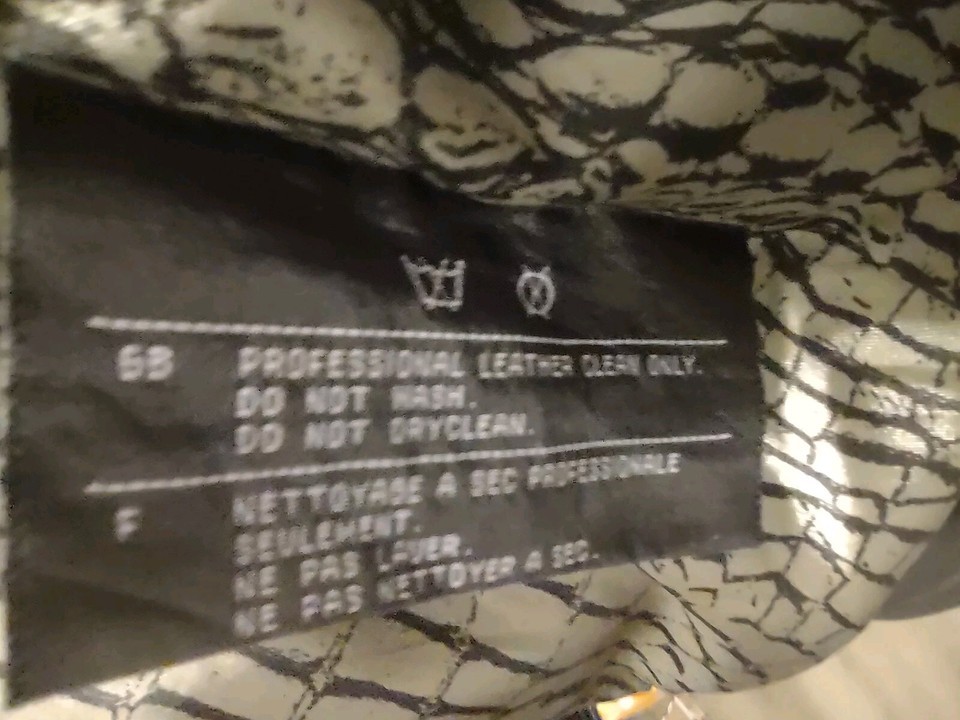 GB PROFESSIONAL LEATHER CLEAN ONLY.
DO NOT WASH.
DO NOT DRYCLEAN.
F NETTOYAGE A SEC PROFESSIONALE
SEULEMENT.
NE PAS LAVER.
NE PAS NETTOYER A SEC.